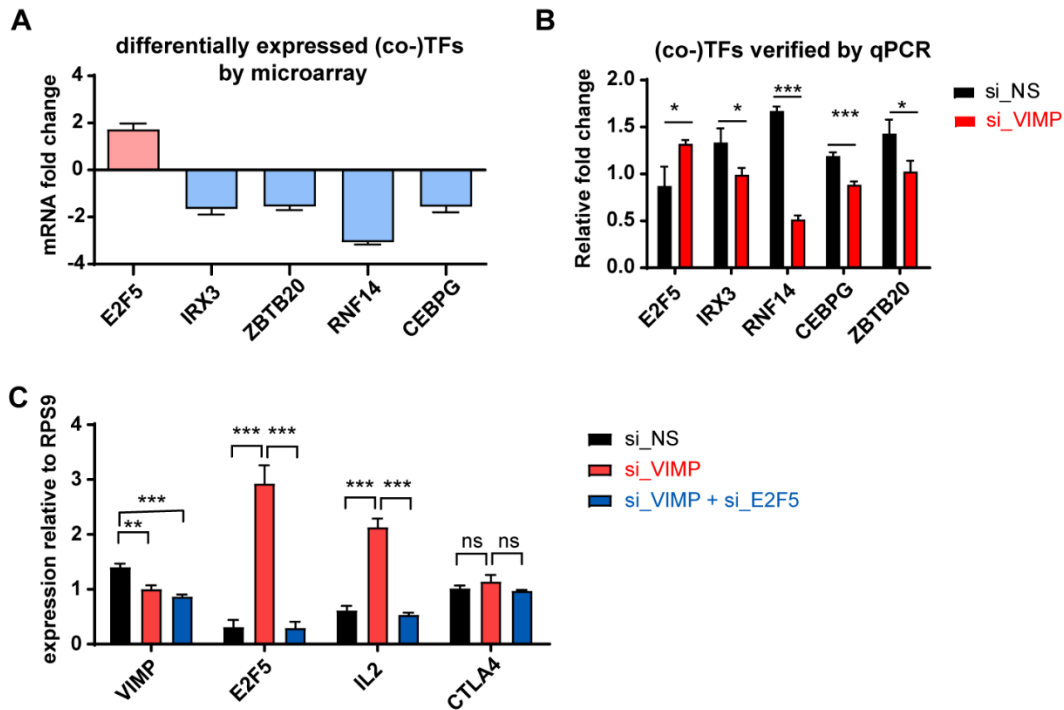 A
differentially expressed (co-)TFs
by microarray
mRNA fold change
4
2
0
-2
-4
E2F5
IRX3
ZBTB20
RNF14
CEBPG
B
(co-)TFs verified by qPCR
Relative fold change
2.0
1.5
1.0
0.5
0.0
*
*
***
***
*
E2F5
IRX3
RNF14
CEBPG
ZBTB20
si_NS
si_VIMP
C
expression relative to RPS9
4
3
2
1
0
***
**
*** ***
*** ***
ns ns
VIMP
E2F5
IL2
CTLA4
si_NS
si_VIMP
si_VIMP + si_E2F5